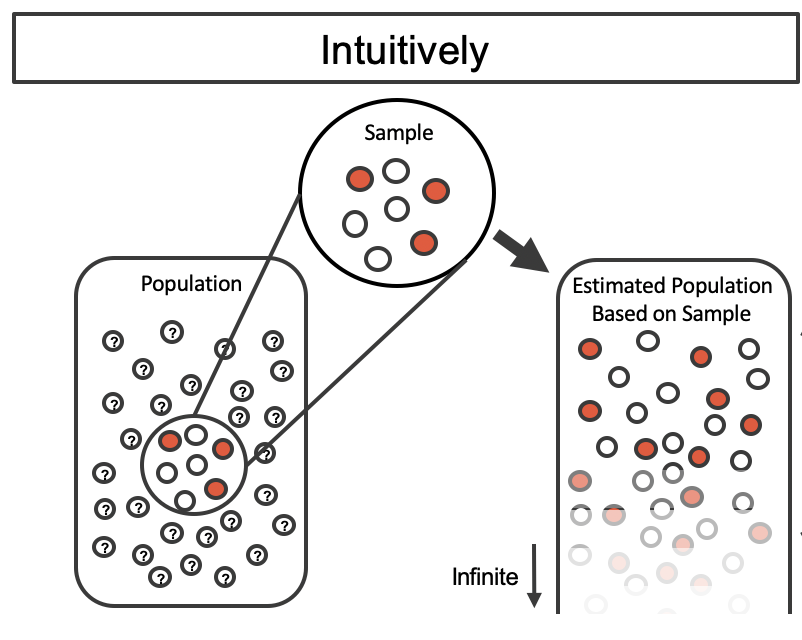 Intuitively
Sample
Population
Estimated Population
Based on Sample
? ? ? ?
? ?
? ?
? ?
? ?
? ?
? ?
? ? ?
? ?
? ? ?
? ? ?
? ? ?
Infinite